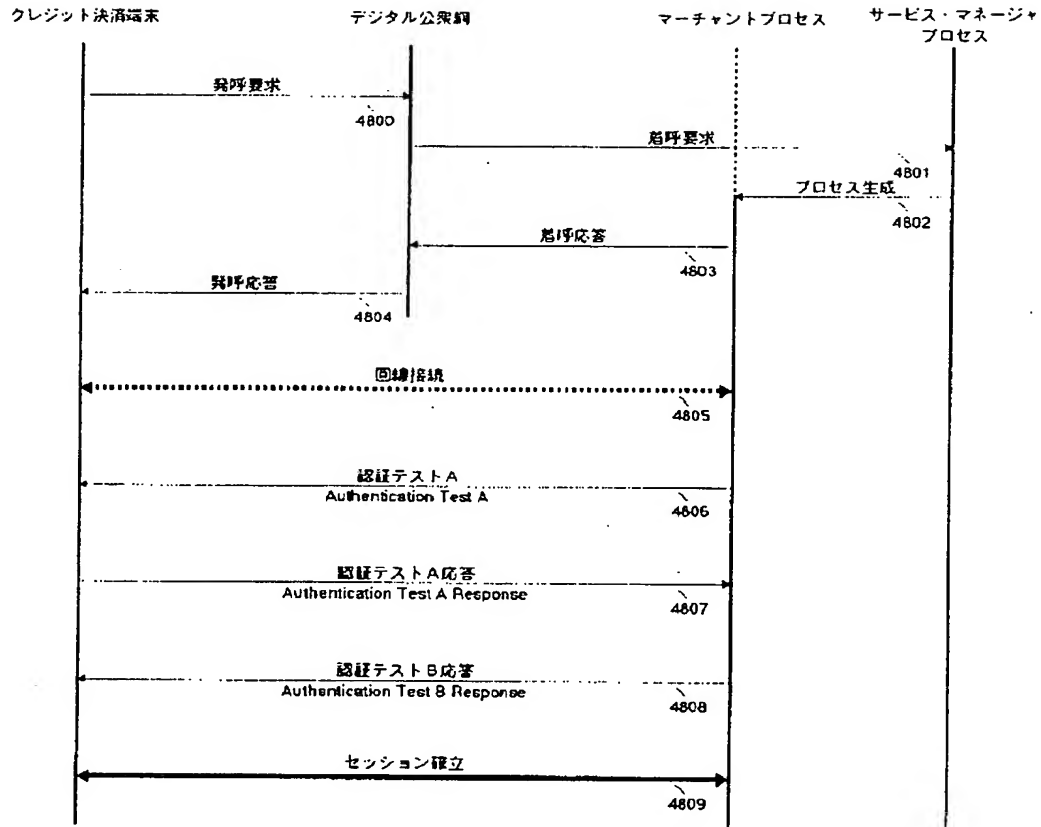 クレジット決済端末
デジタル公衆網
マーチャントプロセス
サービス・マネージャ
プロセス
発呼要求
4800
着呼要求
4801
プロセス生成
4802
着呼応答
4803
発呼応答
4804
回線接続
4805
認証テストA
Authentication Test A
4806
認証テストA応答
Authentication Test A Response
4807
認証テストB応答
Authentication Test B Response
4808
セッション確立
4809